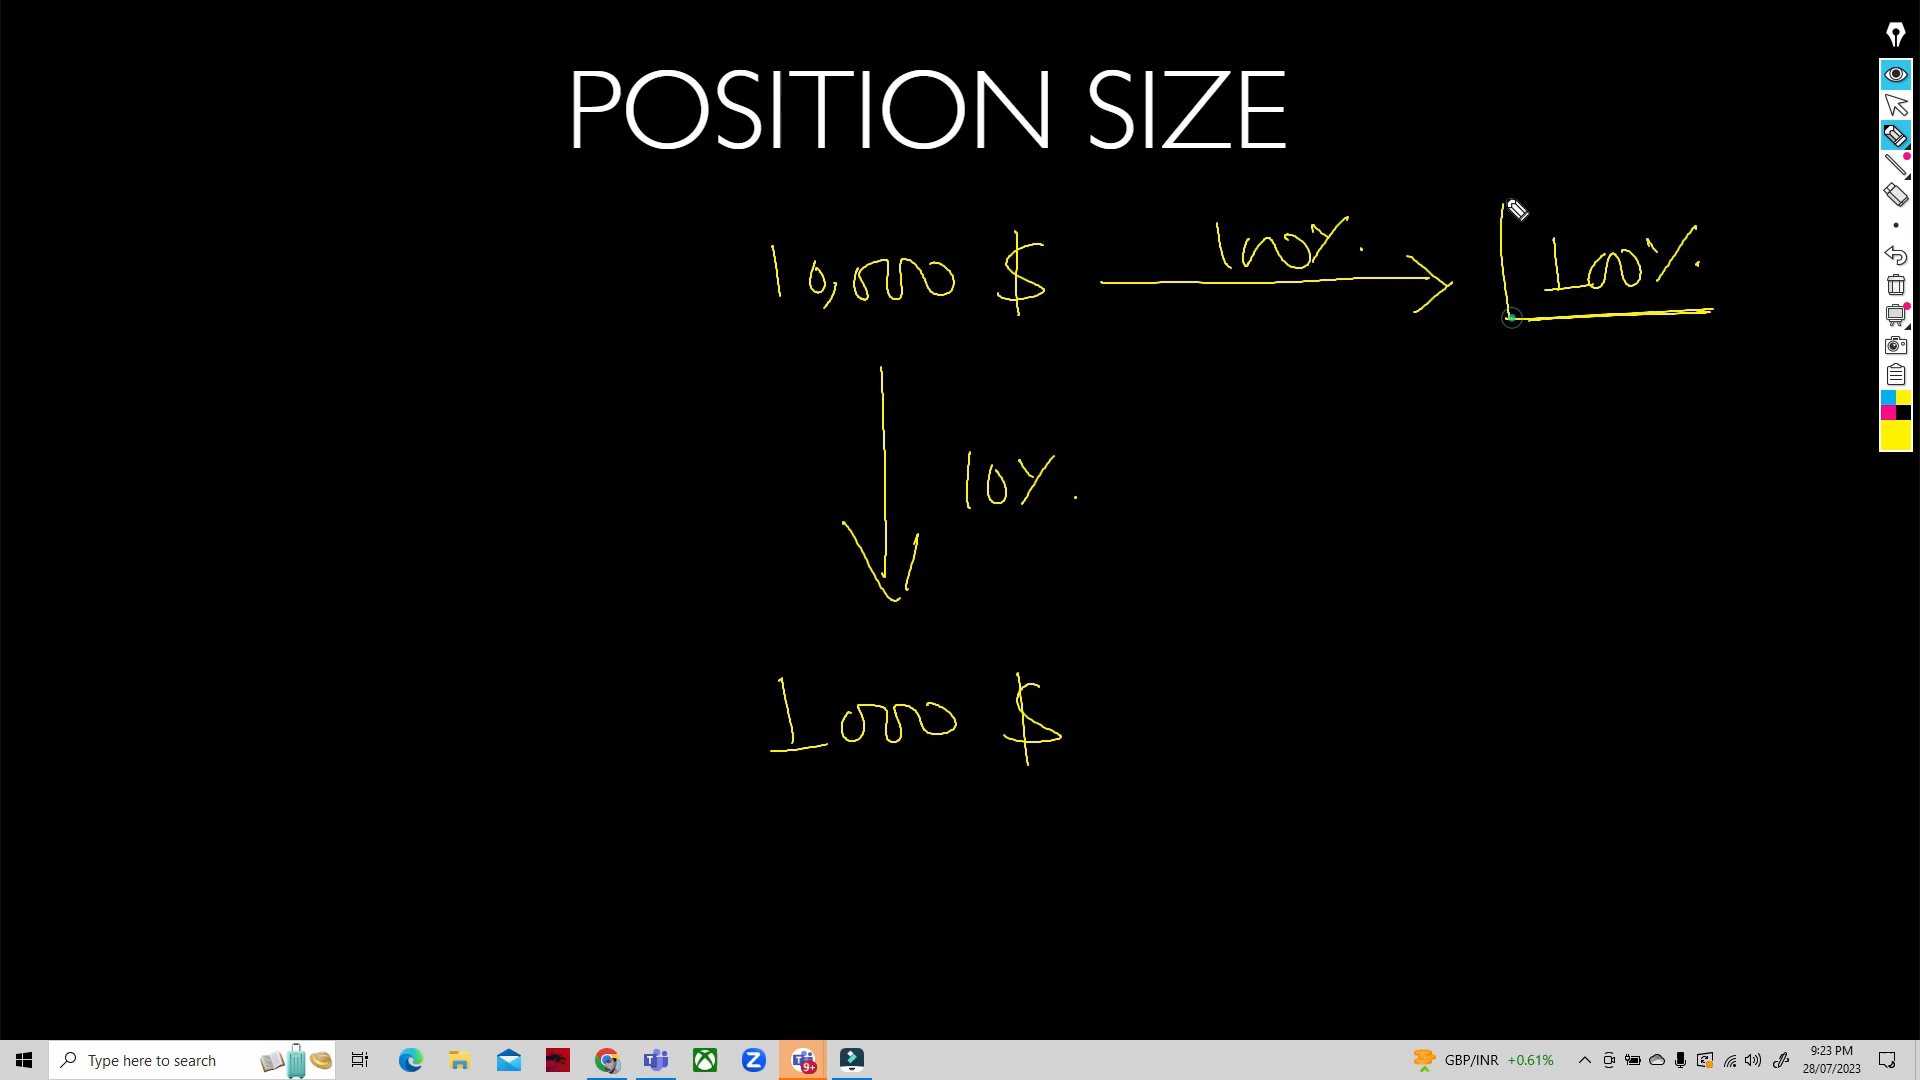 POSITION SIZE
10,000 $ 100% 100%
10%
1000 $
Type here to search
9+
GBP/INR +0.61%
9:23 PM
28/07/2023